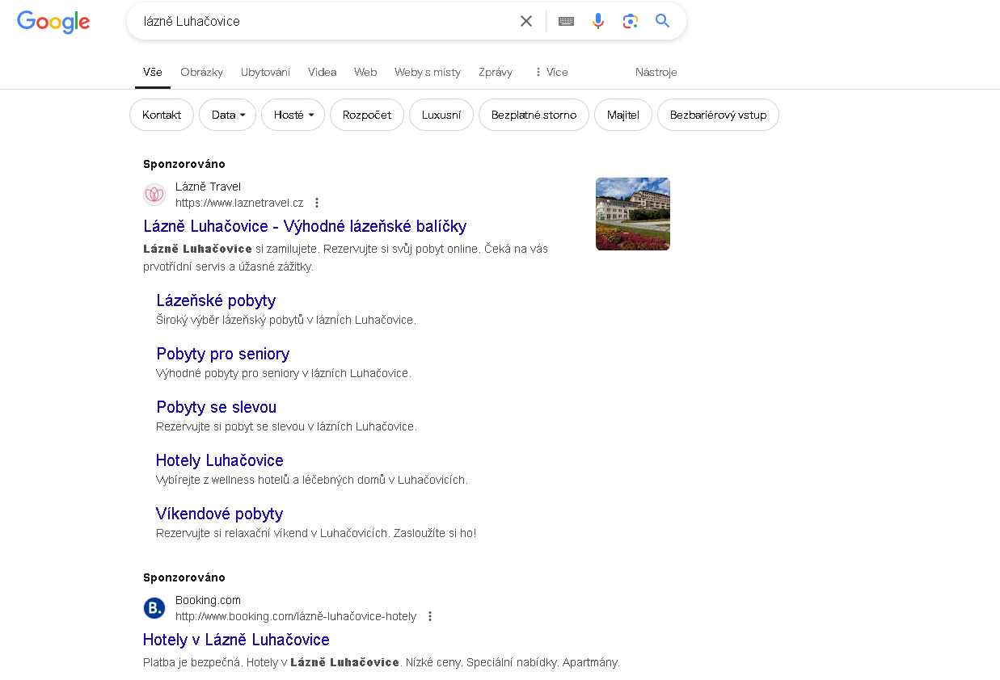 Google
lázně Luhačovice
Vše Obrázky Ubytování Videa Web Weby s místy Zprávy Více Nástroje
Kontakt Data Hosté Rozpočet Luxusní Bezplatné storno Majitel Bezbariérový vstup
Sponzorováno
Lázně Travel
https://www.laznetravel.cz
Lázně Luhačovice - Výhodné lázeňské balíčky
Lázně Luhačovice si zamilujete. Rezervujte si svůj pobyt online. Čeká na vás
prvotřídní servis a úžasné zážitky.
Lázeňské pobyty
Široký výběr lázeňský pobytů v lázních Luhačovice.
Pobyty pro seniory
Výhodné pobyty pro seniory v lázních Luhačovice.
Pobyty se slevou
Rezervujte si pobyt se slevou v lázních Luhačovice.
Hotely Luhačovice
Vybírejte z wellness hotelů a léčebných domů v Luhačovicích.
Víkendové pobyty
Rezervujte si relaxační víkend v Luhačovicích. Zasloužíte si ho!
Sponzorováno
B.
Booking.com
http://www.booking.com/lázně-luhačovice-hotely
Hotely v Lázně Luhačovice
Platba je bezpečná. Hotely v Lázně Luhačovice. Nízké ceny. Speciální nabídky. Apartmány.